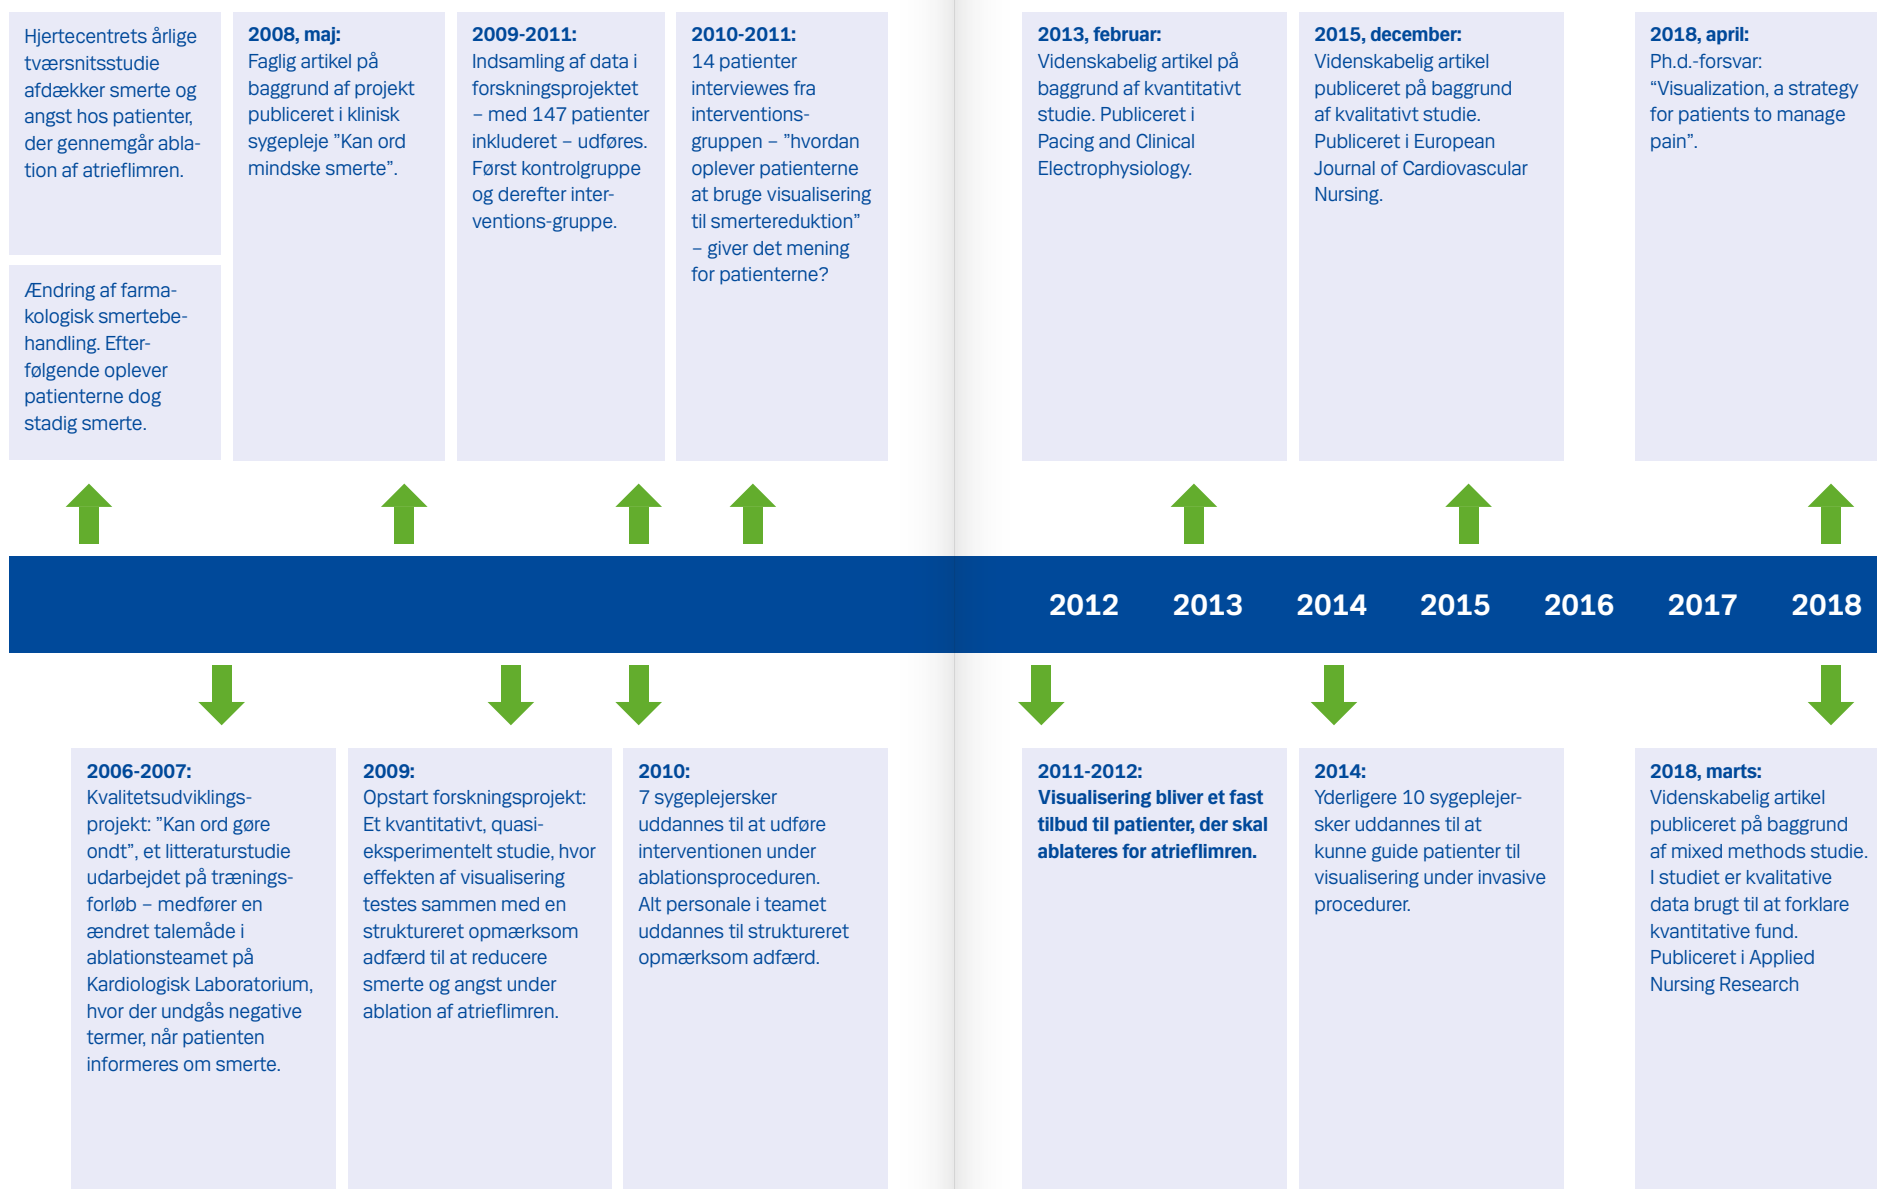 Hjertecentrets årlige
tværsnitsstudie
afdækker smerte og
angst hos patienter,
der gennemgår abla-
tion af atrieflimren.
Ændring af farma-
kologisk smertebe-
handling. Efter-
følgende oplever
patienterne dog
stadig smerte.
2008, maj:
Faglig artikel på
baggrund af projekt
publiceret i klinisk
sygepleje ”Kan ord
mindske smerte”.
2009-2011:
Indsamling af data i
forskningsprojektet
– med 147 patienter
inkluderet – udføres.
Først kontrolgruppe
og derefter inter-
ventions-gruppe.
2010-2011:
14 patienter
interviewes fra
interventions-
gruppen – ”hvordan
oplever patienterne
at bruge visualisering
til smertereduktion”
– giver det mening
for patienterne?
2013, februar:
Videnskabelig artikel på
baggrund af kvantitativt
studie. Publiceret i
Pacing and Clinical
Electrophysiology.
2015, december:
Videnskabelig artikel
publiceret på baggrund
af kvalitativt studie.
Publiceret i European
Journal of Cardiovascular
Nursing.
2018, april:
Ph.d.-forsvar:
“Visualization, a strategy
for patients to manage
pain”.
2012 2013 2014 2015 2016 2017 2018
2006-2007:
Kvalitetsudviklings-
projekt: ”Kan ord gøre
ondt”, et litteraturstudie
udarbejdet på trænings-
forløb – medfører en
ændret talemåde i
ablationsteamet på
Kardiologisk Laboratorium,
hvor der undgås negative
termer, når patienten
informeres om smerte.
2009:
Opstart forskningsprojekt:
Et kvantitativt, quasi-
eksperimentelt studie, hvor
effekten af visualisering
testes sammen med en
struktureret opmærksom
adfærd til at reducere
smerte og angst under
ablation af atrieflimren.
2010:
7 sygeplejersker
uddannes til at udføre
interventionen under
ablationsproceduren.
Alt personale i teamet
uddannes til struktureret
opmærksom adfærd.
2011-2012:
Visualisering bliver et fast
tilbud til patienter, der skal
ablateres for atrieflimren.
2014:
Yderligere 10 sygeplejer-
sker uddannes til at
kunne guide patienter til
visualisering under invasive
procedurer.
2018, marts:
Videnskabelig artikel
publiceret på baggrund
af mixed methods studie.
I studiet er kvalitative
data brugt til at forklare
kvantitative fund.
Publiceret i Applied
Nursing Research